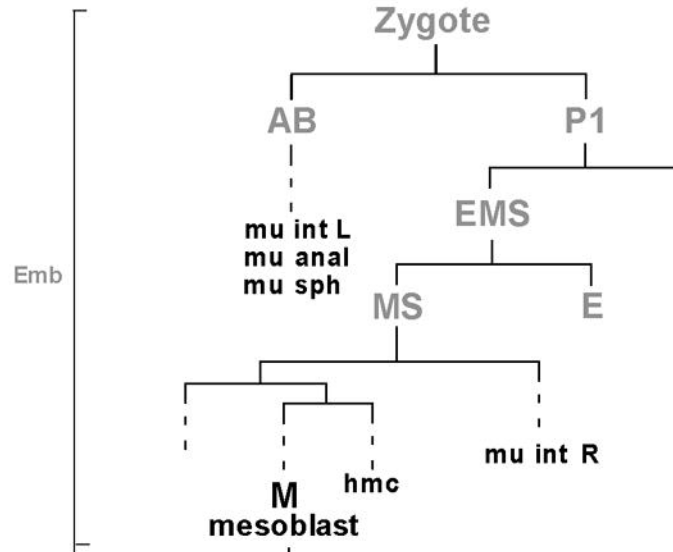 Zygote
AB
P1
EMS
mu int L
mu anal
mu sph
Emb
MS
E
mu int R
hmc
M
mesoblast